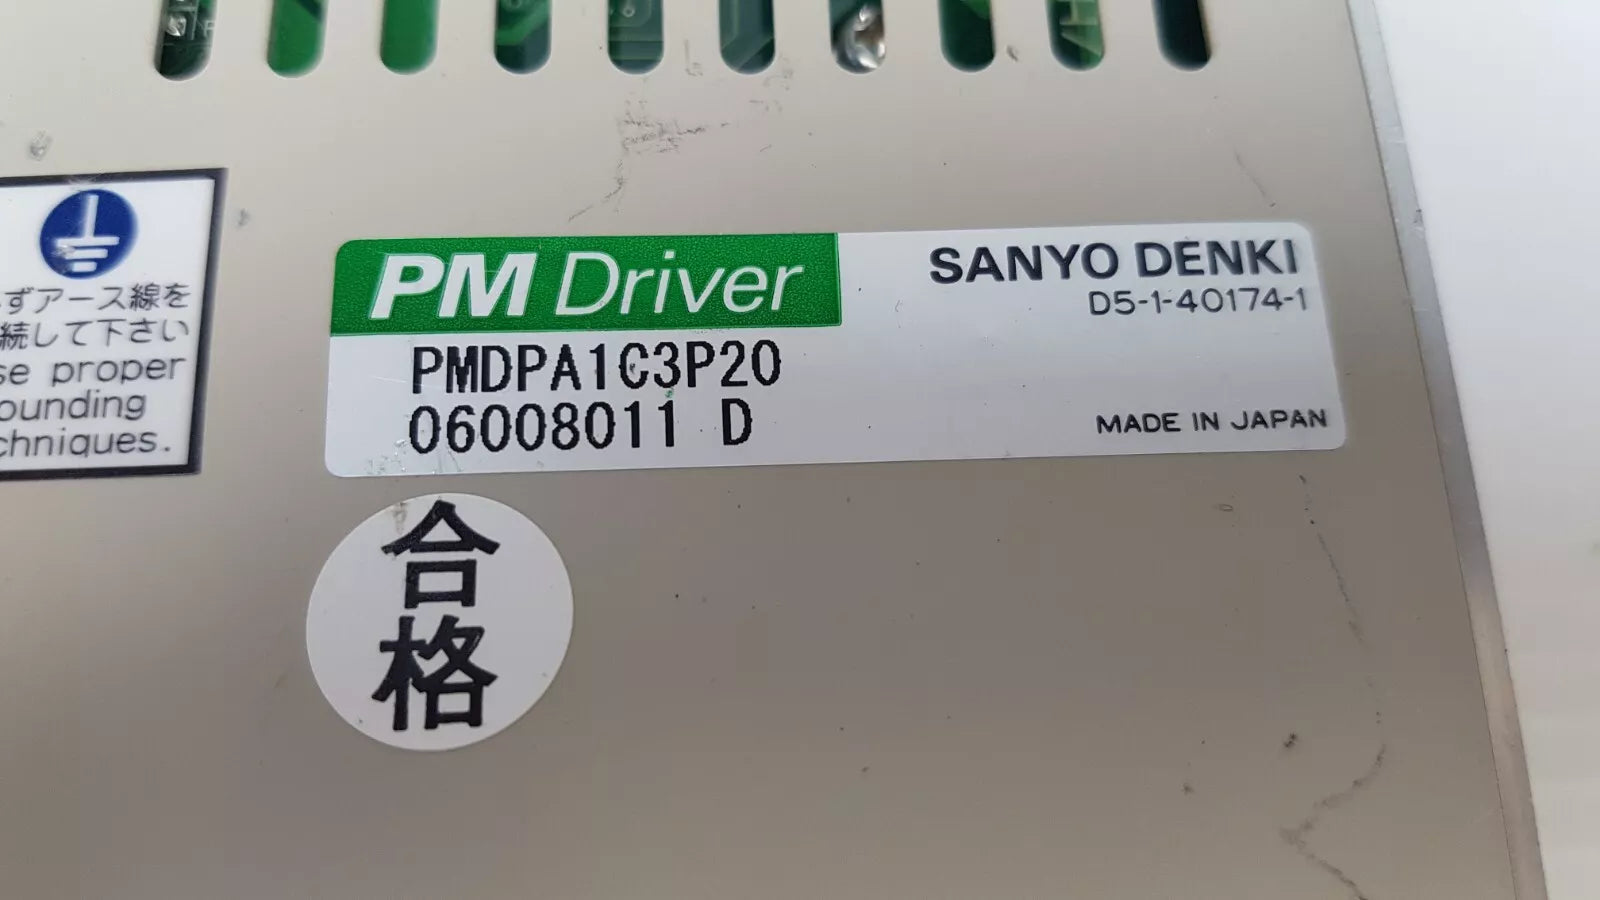 ずアース線を
続して下さい
se proper
ounding
chniques.
PM Driver
SANYO DENKI
D5-1-40174-1
PMDPA1C3P20
06008011 D
MADE IN JAPAN
合
格